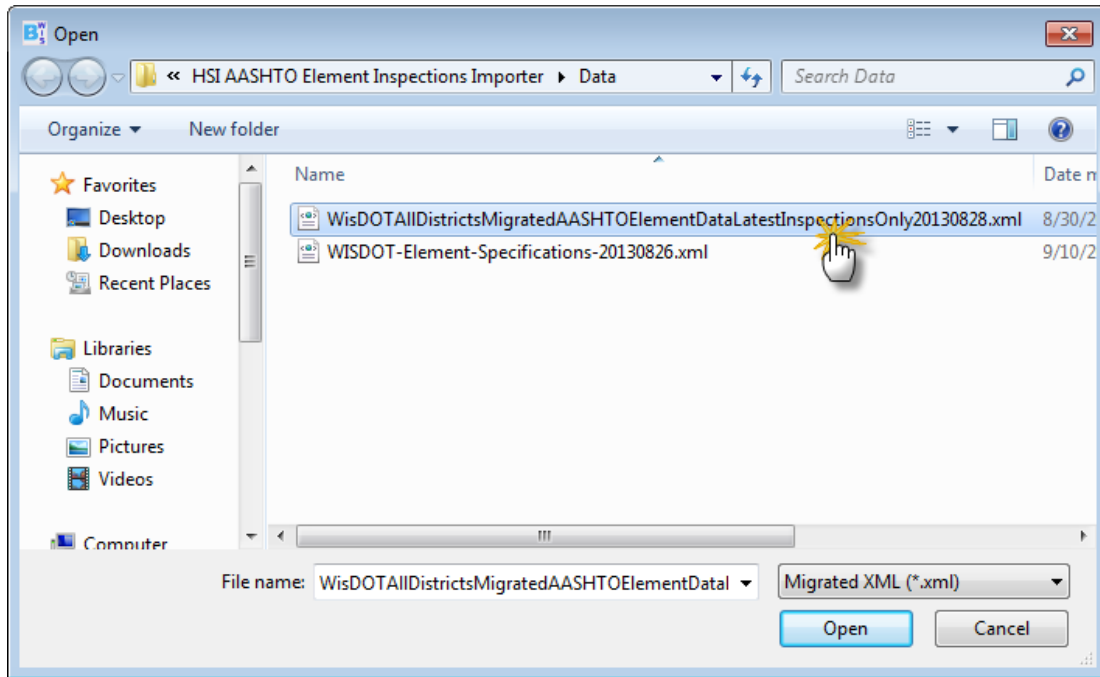 Open
« HSI AASHTO Element Inspections Importer ▸ Data
Search Data
Organize
New folder
Favorites
Desktop
Downloads
Recent Places
Libraries
Documents
Music
Pictures
Videos
Computer
Name
Date m
WisDOTAllDistrictsMigratedAASHTOElementDataLatestInspectionsOnly20130828.xml 8/30/2
WISDOT-Element-Specifications-20130826.xml 9/10/2
File name: WisDOTAllDistrictsMigratedAASHTOElementDatal
Migrated XML (*.xml)
Open
Cancel